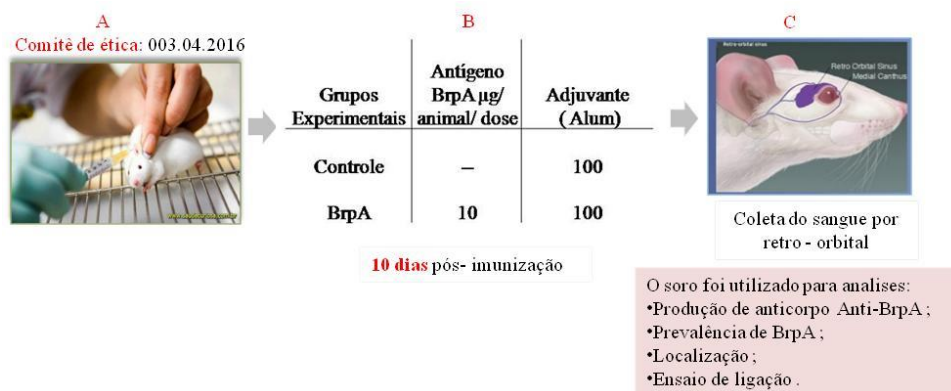 A
Comitê de ética: 003.04.2016
B
Grupos Experimentais
Antígeno BrpA µg/ animal/ dose
Adjuvante ( Alum)
Controle – 100
BrpA 10 100
10 dias pós- imunização
C
Retro-orbital sinus
Retro Orbital Sinus
Medial Canthus
Coleta do sangue por
retro - orbital
O soro foi utilizado para analises:
•Produção de anticorpo Anti-BrpA ;
•Prevalência de BrpA ;
•Localização ;
•Ensaio de ligação .